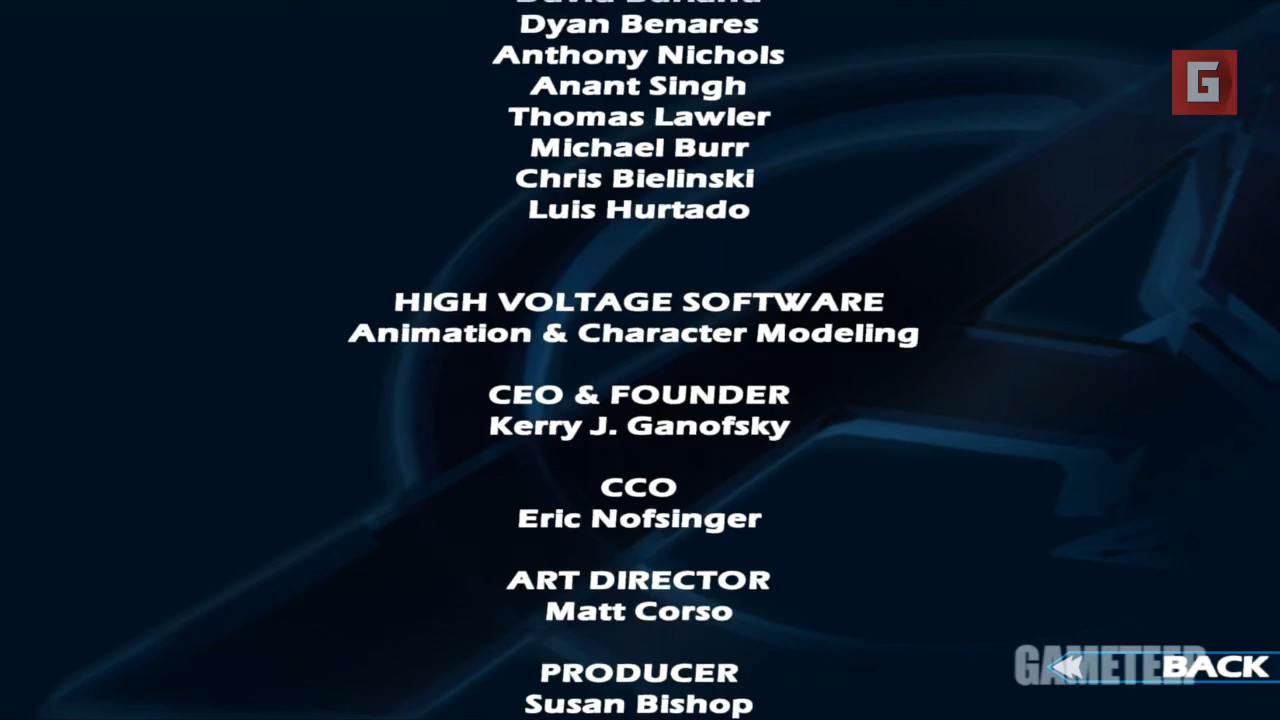 Dyan Benares
Anthony Nichols
Anant Singh
Thomas Lawler
Michael Burr
Chris Bielinski
Luis Hurtado
HIGH VOLTAGE SOFTWARE
Animation & Character Modeling
CEO & FOUNDER
Kerry J. Ganofsky
CCO
Eric Nofsinger
ART DIRECTOR
Matt Corso
PRODUCER
Susan Bishop
G
BACK